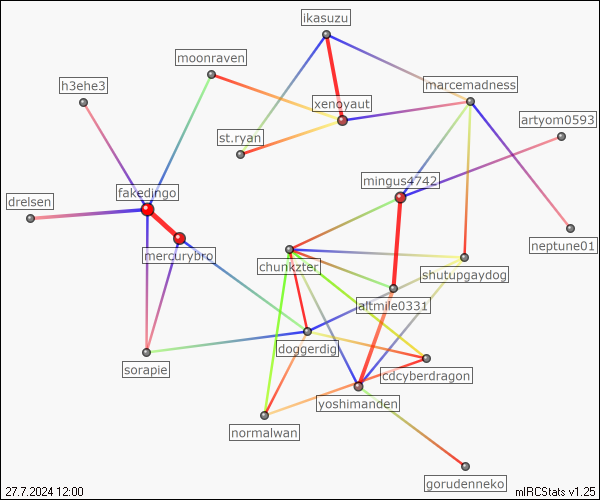 ikasuzu
moonraven
h3ehe3
marcemadness
xenoyaut
artyom0593
st.ryan
mingus4742
fakedingo
drelsen
neptune01
mercurybro
chunkzter
shutupgaydog
altmile0331
doggerdig
sorapie
cdcyberdragon
yoshimanden
normalwan
gorudenneko
27.7.2024 12:00
mIRCStats v1.25